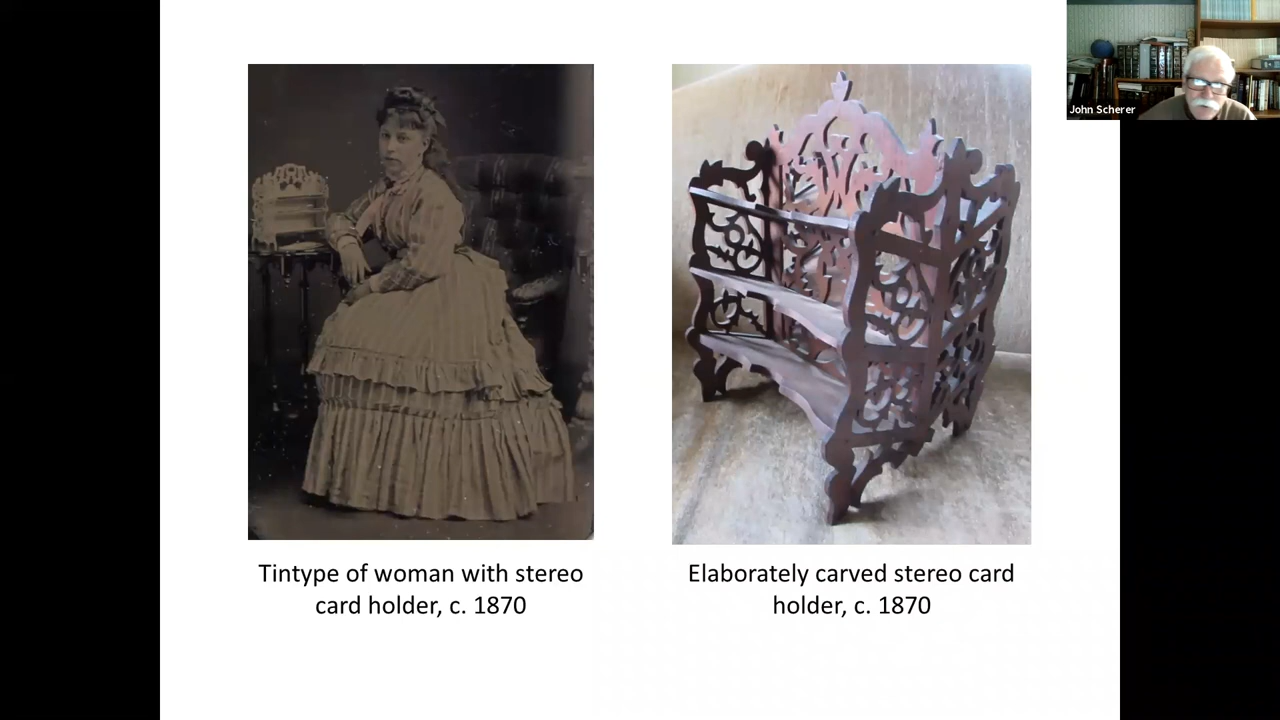 John Scherer
Tintype of woman with stereo
card holder, c. 1870
Elaborately carved stereo card
holder, c. 1870